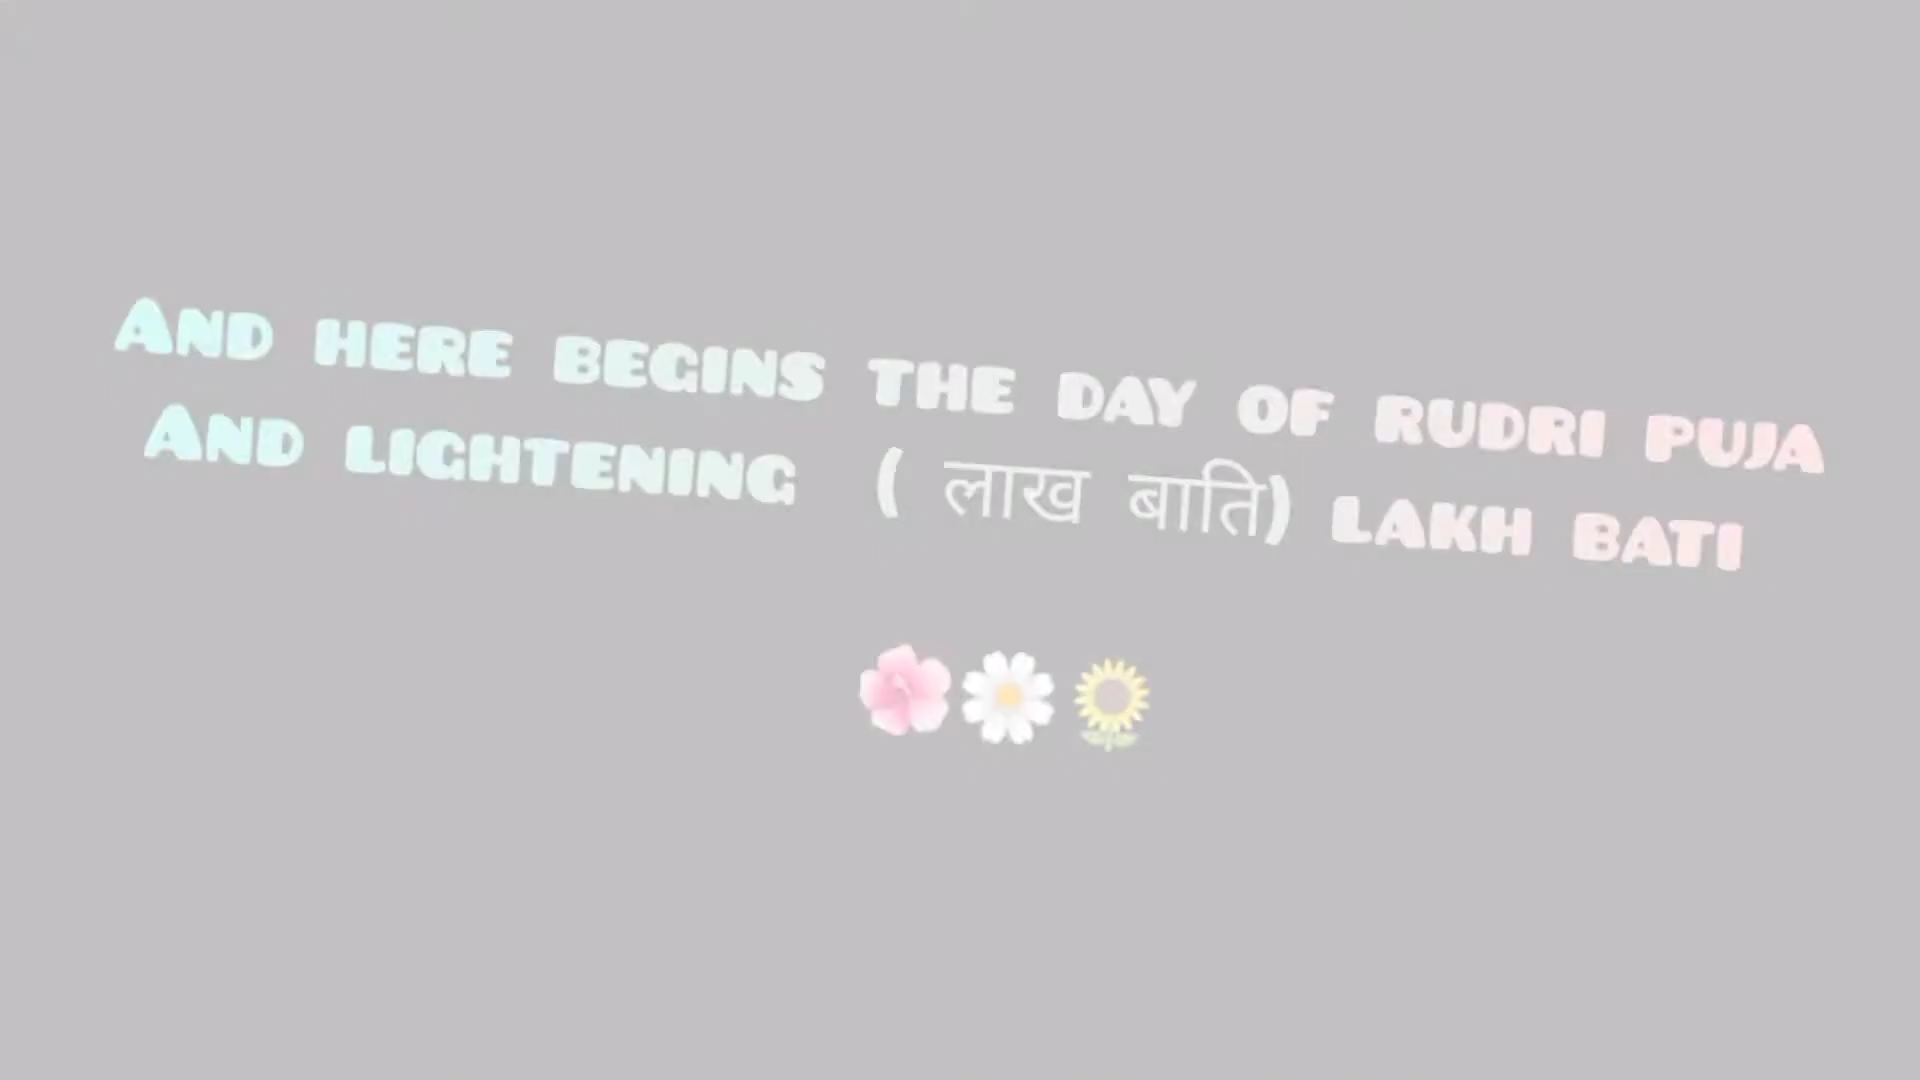 And here begins the day of rudri Puja
And lightening ( लाख बाति) lakh bati
🌺🌼🌻